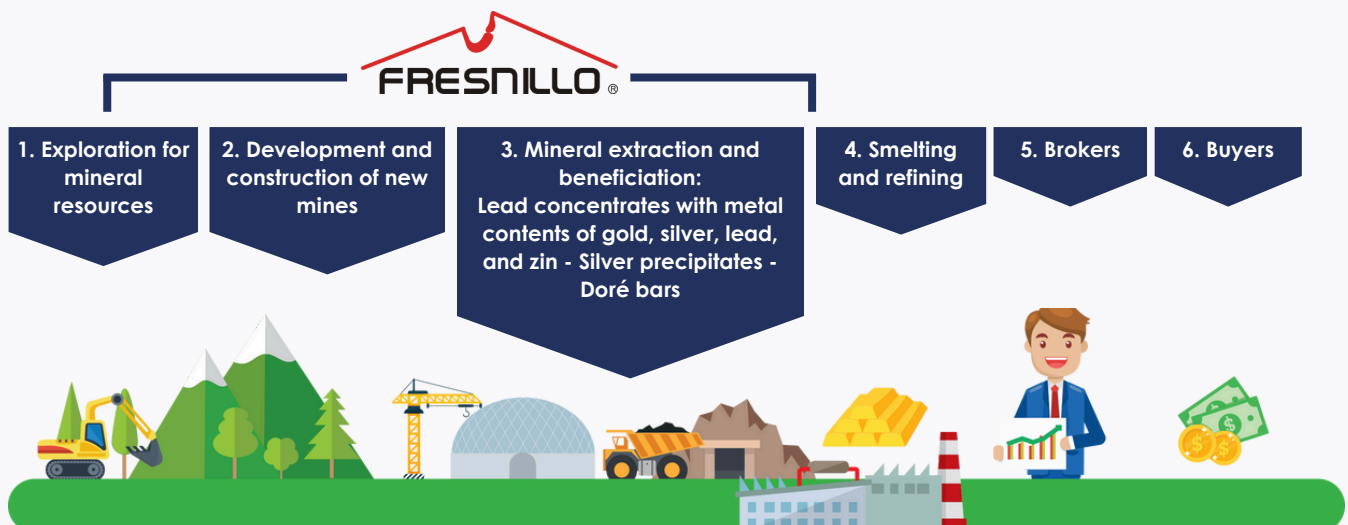 FRESNILLO ®
1. Exploration for
mineral
resources
2. Development and
construction of new
mines
3. Mineral extraction and
beneficiation:
Lead concentrates with metal
contents of gold, silver, lead,
and zin - Silver precipitates -
Doré bars
4. Smelting
and refining
5. Brokers
6. Buyers
$
$
$
$